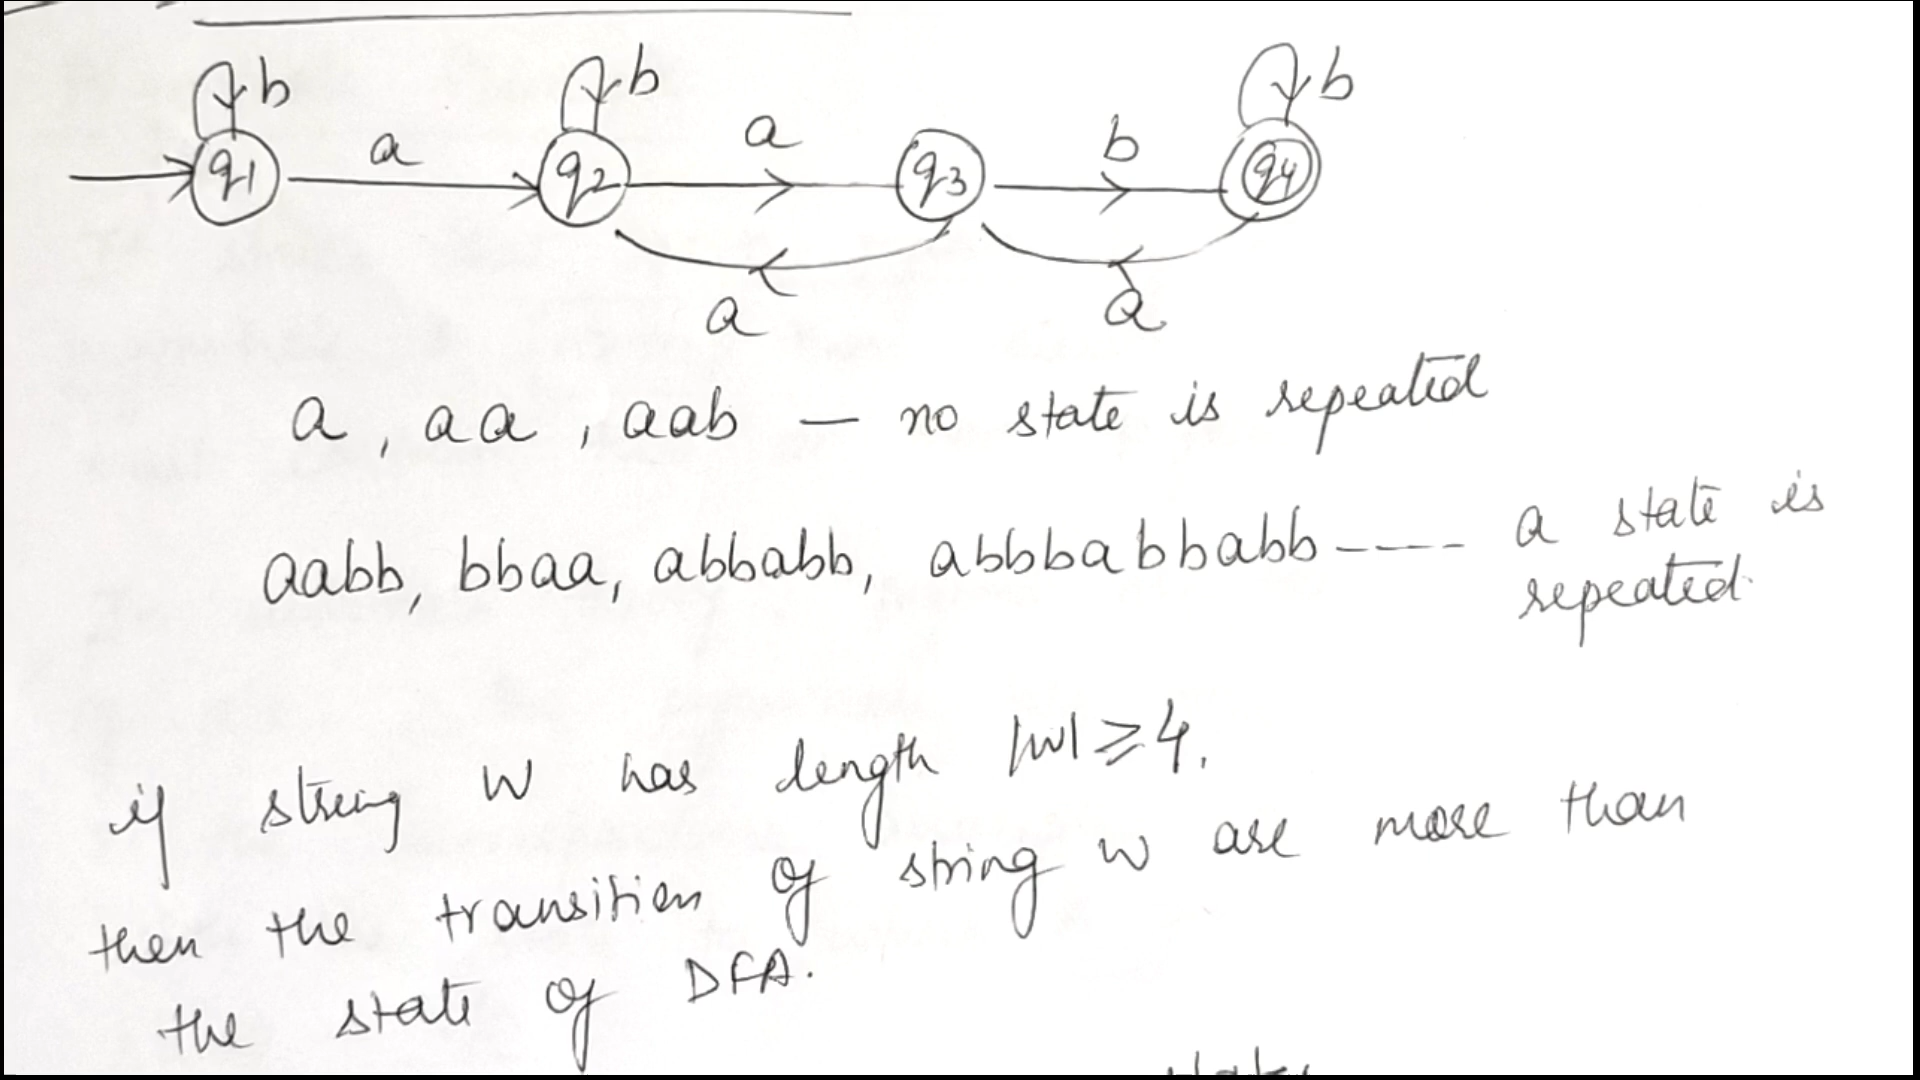 b b b
q1 a q2 a q3 b q4
a a
a, aa, aab — no state is repeated
aabb, bbaa, abbabb, abbbabbabb ---- a state is
repeated.
if string w has length |w| ≥ 4,
then the transition of string w are more than
the state of DFA.